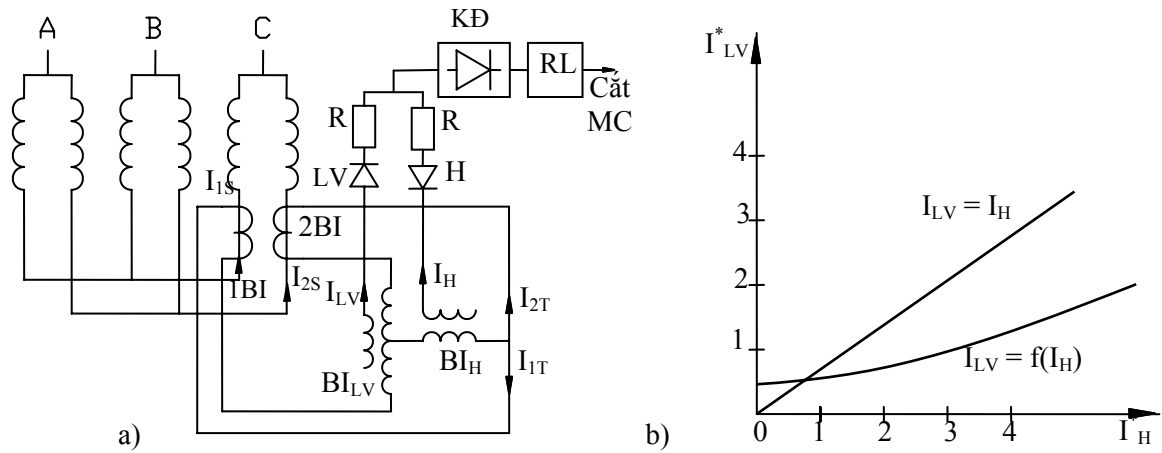 A B C
KĐ
RL
Cắt
MC
R R
LV H
I1S
2BI
1BI I2S ILV IH I2T
BILV BIH I1T
a)
I*LV
4
3
2
1
ILV = IH
ILV = f(IH)
0 1 2 3 4 I*H
b)